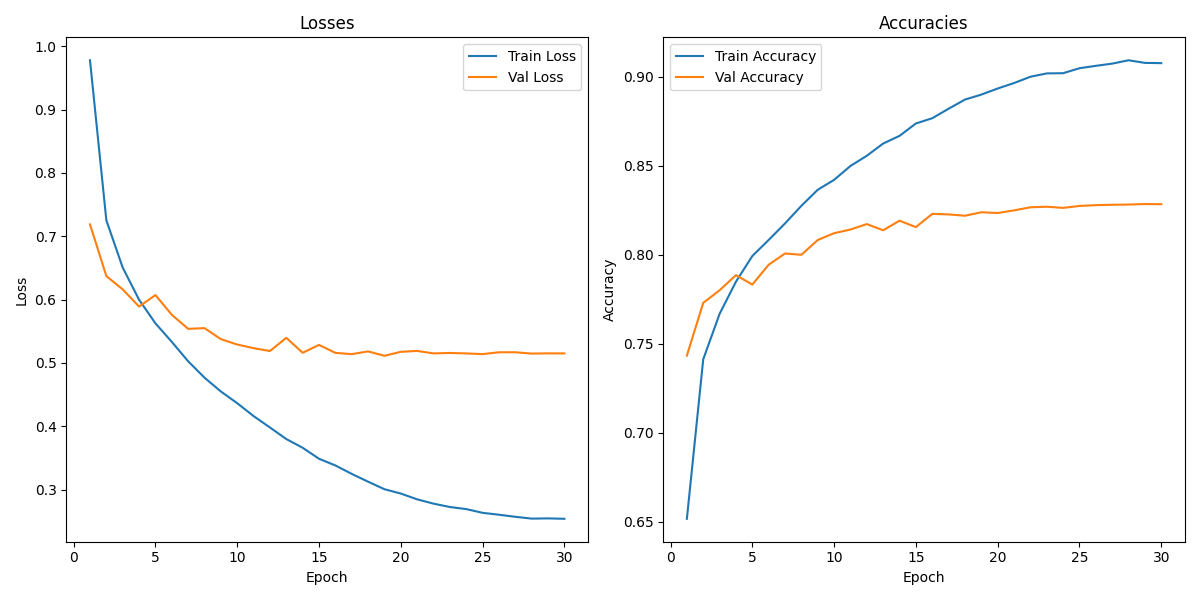 Losses
1.0
0.9
0.8
0.7
0.6
0.5
0.4
0.3
Loss
Train Loss
Val Loss
0 5 10 15 20 25 30
Epoch
Accuracies
0.90
0.85
0.80
0.75
0.70
0.65
Accuracy
Train Accuracy
Val Accuracy
0 5 10 15 20 25 30
Epoch